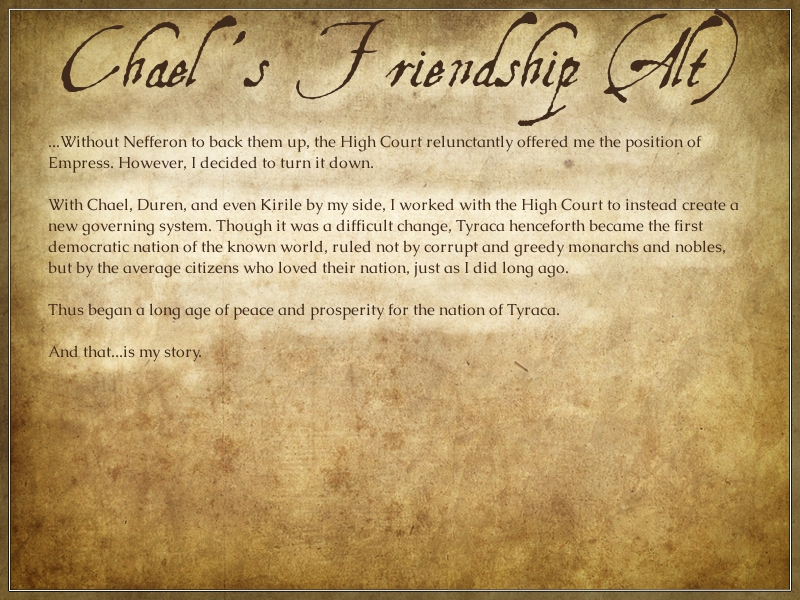 Chael's Friendship (Alt)
...Without Nefferon to back them up, the High Court relunctantly offered me the position of
Empress. However, I decided to turn it down.
With Chael, Duren, and even Kirile by my side, I worked with the High Court to instead create a
new governing system. Though it was a difficult change, Tyraca henceforth became the first
democratic nation of the known world, ruled not by corrupt and greedy monarchs and nobles,
but by the average citizens who loved their nation, just as I did long ago.
Thus began a long age of peace and prosperity for the nation of Tyraca.
And that...is my story.